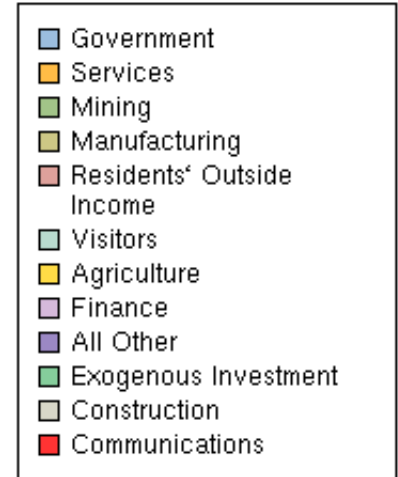 Government
Services
Mining
Manufacturing
Residents‘ Outside
Income
Visitors
Agriculture
Finance
All Other
Exogenous Investment
Construction
Communications